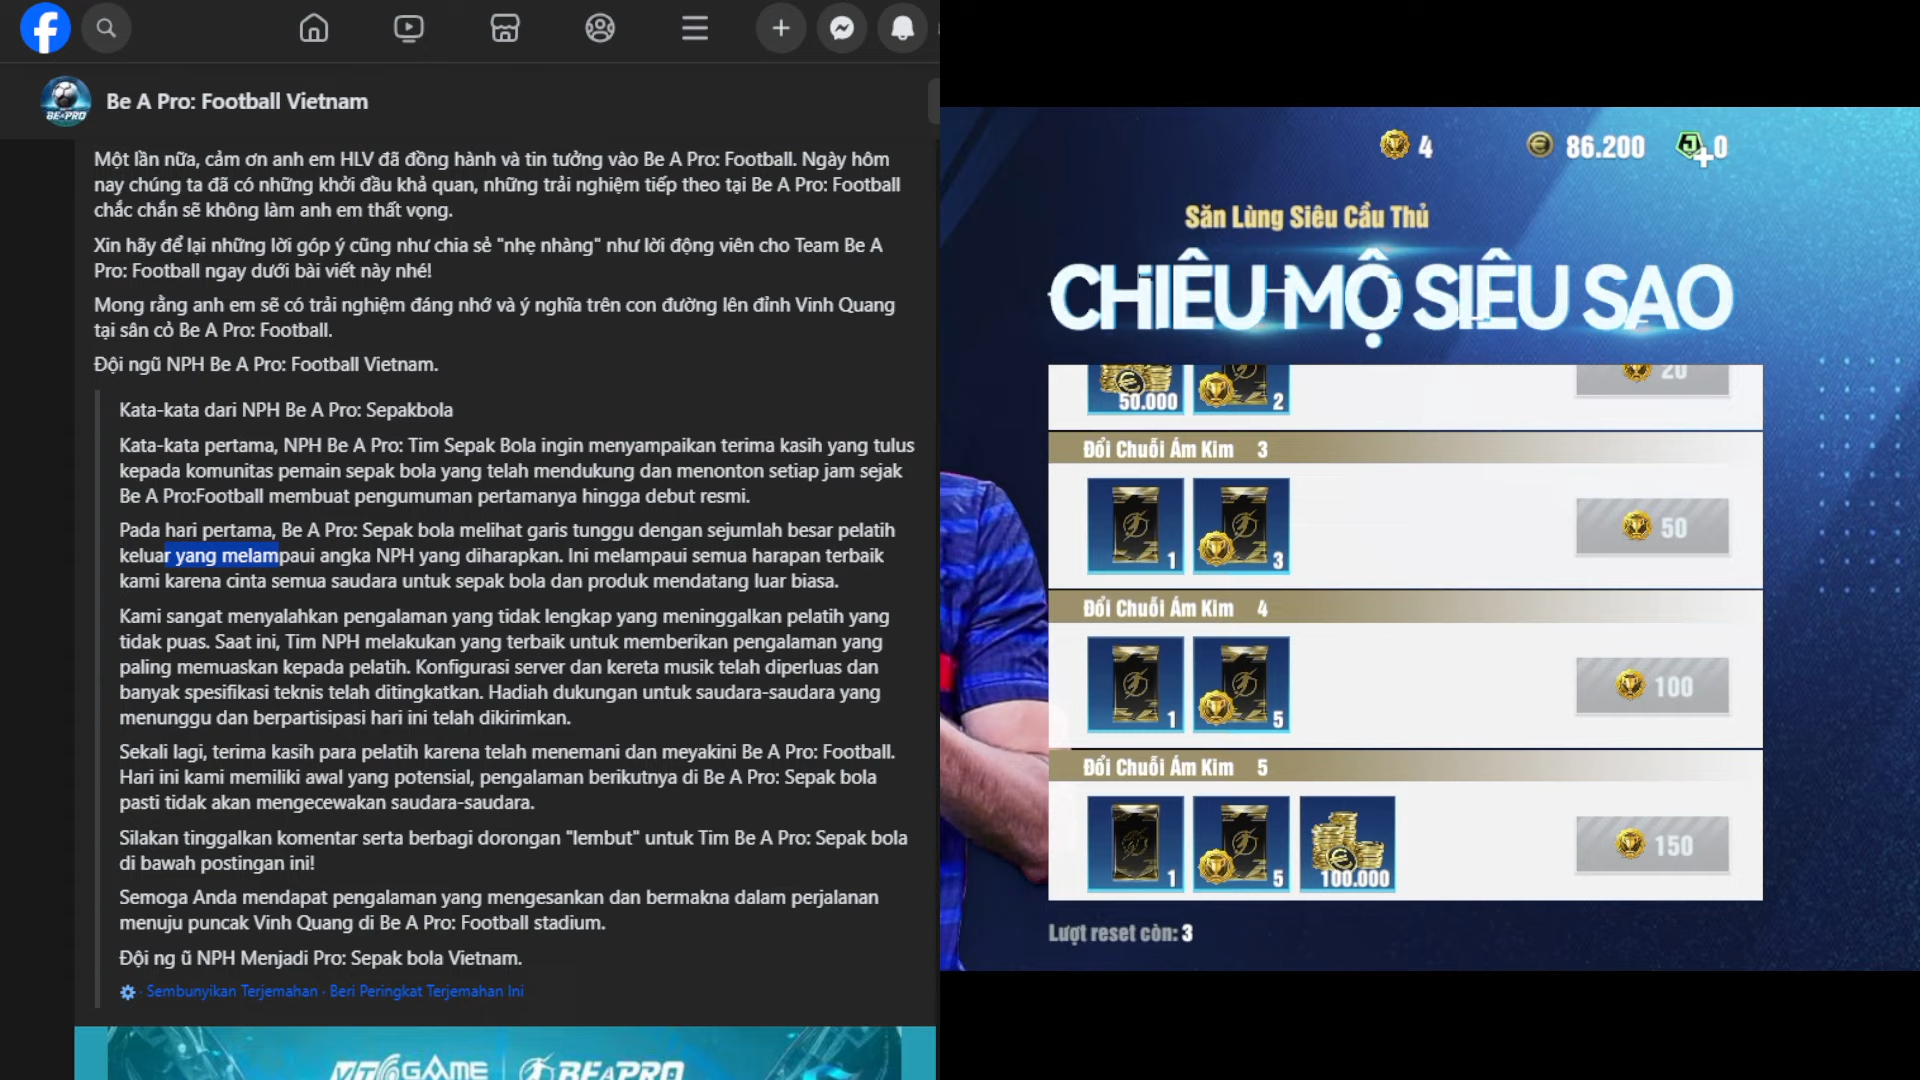 Be A Pro: Football Vietnam
Một lần nữa, cảm ơn anh em HLV đã đồng hành và tin tưởng vào Be A Pro: Football. Ngày hôm
nay chúng ta đã có những khởi đầu khả quan, những trải nghiệm tiếp theo tại Be A Pro: Football
chắc chắn sẽ không làm anh em thất vọng.
Xin hãy để lại những lời góp ý cũng như chia sẻ "nhẹ nhàng" như lời động viên cho Team Be A
Pro: Football ngay dưới bài viết này nhé!
Mong rằng anh em sẽ có trải nghiệm đáng nhớ và ý nghĩa trên con đường lên đỉnh Vinh Quang
tại sân cỏ Be A Pro: Football.
Đội ngũ NPH Be A Pro: Football Vietnam.
Kata-kata dari NPH Be A Pro: Sepakbola
Kata-kata pertama, NPH Be A Pro: Tim Sepak Bola ingin menyampaikan terima kasih yang tulus
kepada komunitas pemain sepak bola yang telah mendukung dan menonton setiap jam sejak
Be A Pro:Football membuat pengumuman pertamanya hingga debut resmi.
Pada hari pertama, Be A Pro: Sepak bola melihat garis tunggu dengan sejumlah besar pelatih
keluar yang melampaui angka NPH yang diharapkan. Ini melampaui semua harapan terbaik
kami karena cinta semua saudara untuk sepak bola dan produk mendatang luar biasa.
Kami sangat menyalahkan pengalaman yang tidak lengkap yang meninggalkan pelatih yang
tidak puas. Saat ini, Tim NPH melakukan yang terbaik untuk memberikan pengalaman yang
paling memuaskan kepada pelatih. Konfigurasi server dan kereta musik telah diperluas dan
banyak spesifikasi teknis telah ditingkatkan. Hadiah dukungan untuk saudara-saudara yang
menunggu dan berpartisipasi hari ini telah dikirimkan.
Sekali lagi, terima kasih para pelatih karena telah menemani dan meyakini Be A Pro: Football.
Hari ini kami memiliki awal yang potensial, pengalaman berikutnya di Be A Pro: Sepak bola
pasti tidak akan mengecewakan saudara-saudara.
Silakan tinggalkan komentar serta berbagi dorongan "lembut" untuk Tim Be A Pro: Sepak bola
di bawah postingan ini!
Semoga Anda mendapat pengalaman yang mengesankan dan bermakna dalam perjalanan
menuju puncak Vinh Quang di Be A Pro: Football stadium.
Đội ng ũ NPH Menjadi Pro: Sepak bola Vietnam.
Sembunyikan Terjemahan · Beri Peringkat Terjemahan Ini
VTC GAME BE A PRO
4 86.200 0
Săn Lùng Siêu Cầu Thủ
CHIÊU MỘ SIÊU SAO
50.000 2 20
Đổi Chuỗi Ám Kim 3
1 3 50
Đổi Chuỗi Ám Kim 4
1 5 100
Đổi Chuỗi Ám Kim 5
1 5 100.000 150
Lượt reset còn: 3